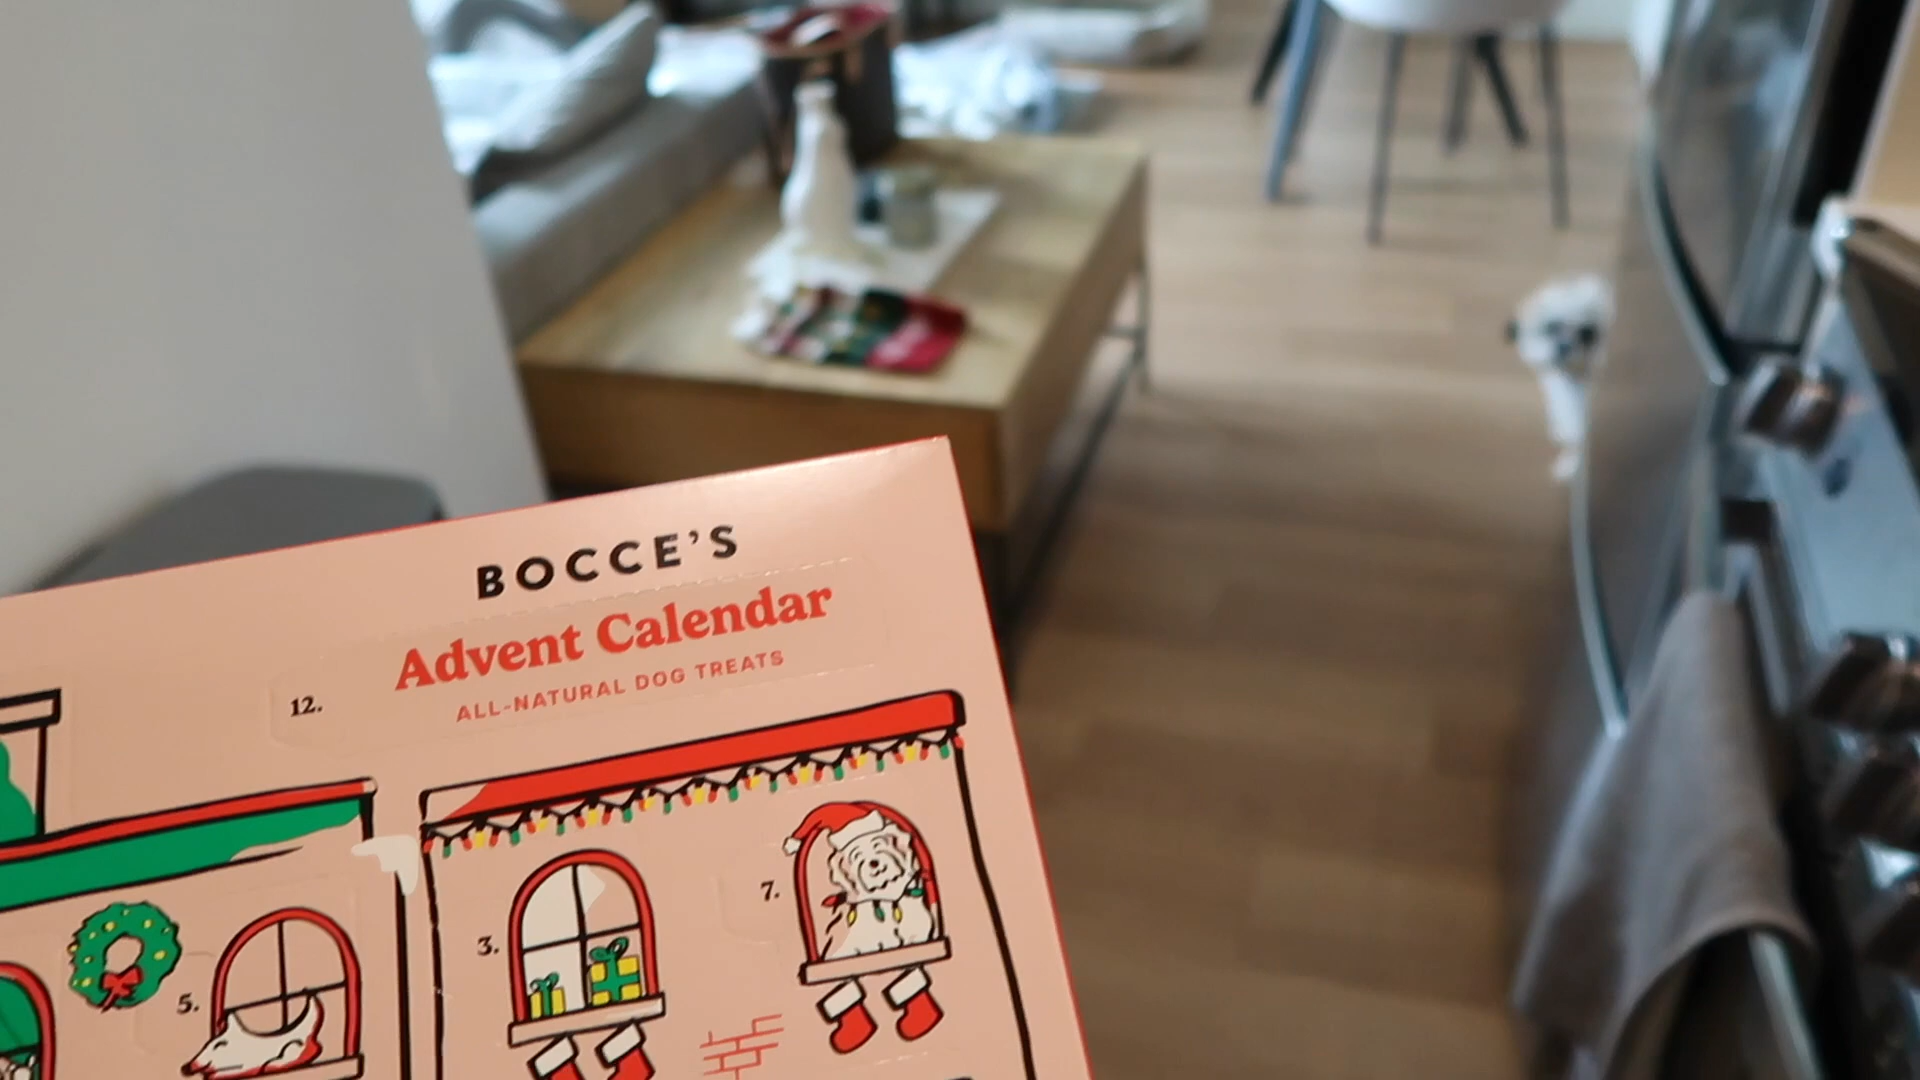 BOCCE'S
Advent Calendar
ALL-NATURAL DOG TREATS
12.
7.
3.
5.